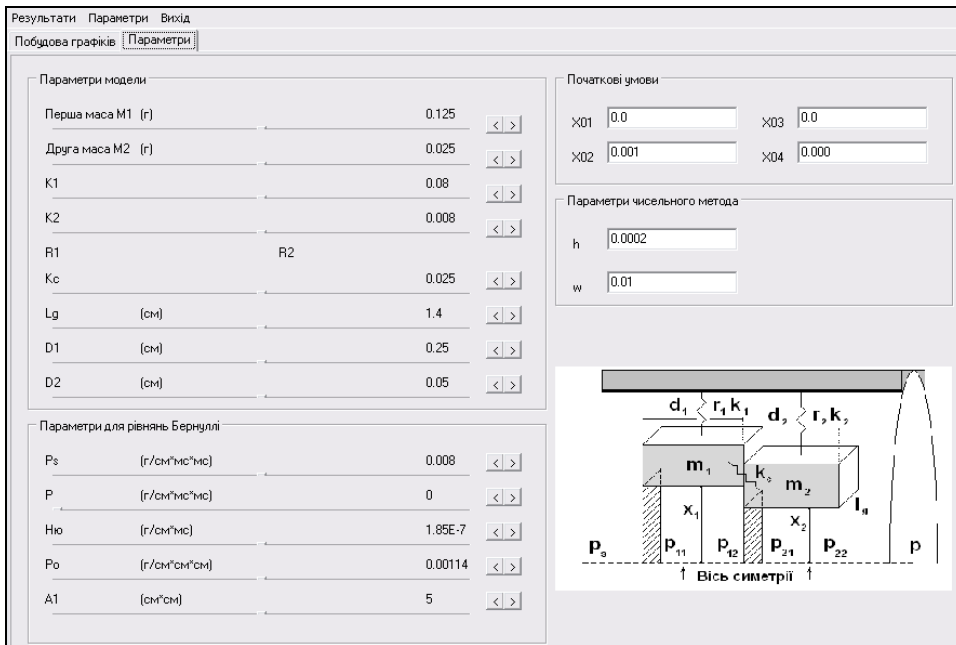 Результати Параметри Вихід
Побудова графіків Параметри
Параметри модели
Перша маса M1 (г) 0.125 < >
Друга маса M2 (г) 0.025 < >
K1 0.08 < >
K2 0.008 < >
R1 R2
Kc 0.025 < >
Lg (см) 1.4 < >
D1 (см) 0.25 < >
D2 (см) 0.05 < >
Параметри для рівнянь Бернуллі
Ps (г/см*мс*мс) 0.008 < >
P (г/см*мс*мс) 0 < >
Ню (г/см*мс) 1.85E-7 < >
Po (г/см*см*см) 0.00114 < >
A1 (см*см) 5 < >
Початкові умови
X01 0.0 X03 0.0
X02 0.001 X04 0.000
Параметри чисельного метода
h 0.0002
w 0.01
d₁ r₁ k₁ d₂ r₂ k₂
m₁ k m₂
x₁ x₂ l
p p₁₁ p₁₂ p₂₁ p₂₂ p
Вісь симетрії